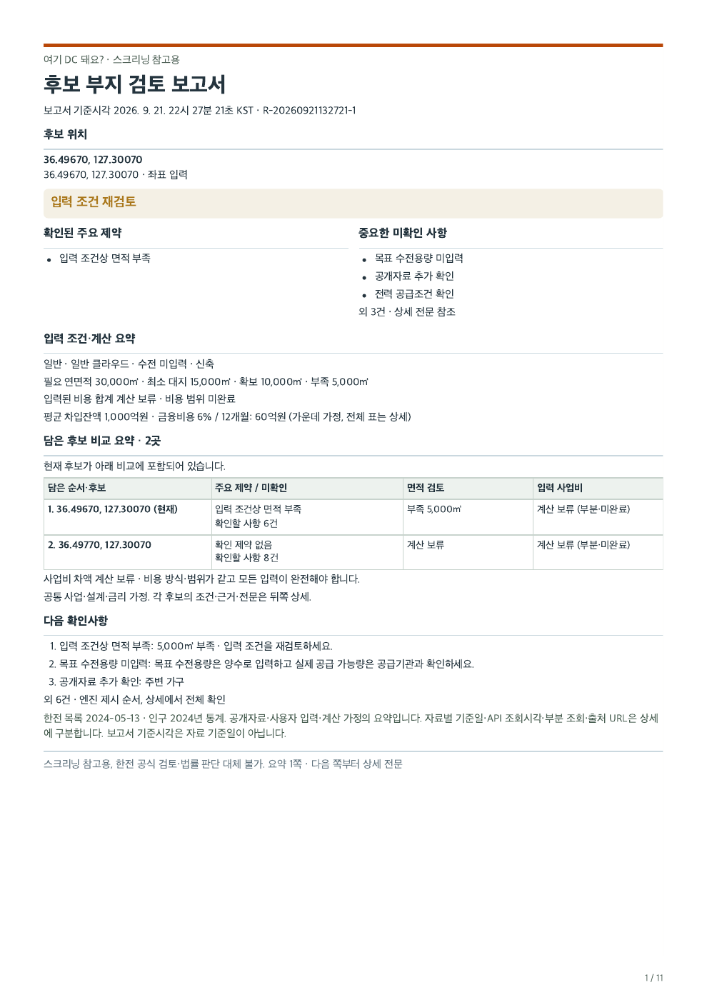 여기 DC 돼요? · 스크리닝 참고용
후보 부지 검토 보고서
보고서 기준시각 2026. 9. 21. 22시 27분 21초 KST · R-20260921132721-1
후보 위치
36.49670, 127.30070
36.49670, 127.30070 · 좌표 입력
입력 조건 재검토
확인된 주요 제약
• 입력 조건상 면적 부족
중요한 미확인 사항
• 목표 수전용량 미입력
• 공개자료 추가 확인
• 전력 공급조건 확인
외 3건 · 상세 전문 참조
입력 조건·계산 요약
일반 · 일반 클라우드 · 수전 미입력 · 신축
필요 연면적 30,000㎡ · 최소 대지 15,000㎡ · 확보 10,000㎡ · 부족 5,000㎡
입력된 비용 합계 계산 보류 · 비용 범위 미완료
평균 차입잔액 1,000억원 · 금융비용 6% / 12개월: 60억원 (가운데 가정, 전체 표는 상세)
담은 후보 비교 요약 · 2곳
현재 후보가 아래 비교에 포함되어 있습니다.
담은 순서·후보 주요 제약 / 미확인 면적 검토 입력 사업비
1. 36.49670, 127.30070 (현재) 입력 조건상 면적 부족 부족 5,000㎡ 계산 보류 (부분·미완료)
확인할 사항 6건
2. 36.49770, 127.30070 확인 제약 없음 계산 보류 계산 보류 (부분·미완료)
확인할 사항 8건
사업비 차액 계산 보류 · 비용 방식·범위가 같고 모든 입력이 완전해야 합니다.
공통 사업·설계·금리 가정. 각 후보의 조건·근거·전문은 뒤쪽 상세.
다음 확인사항
1. 입력 조건상 면적 부족: 5,000㎡ 부족 · 입력 조건을 재검토하세요.
2. 목표 수전용량 미입력: 목표 수전용량은 양수로 입력하고 실제 공급 가능량은 공급기관과 확인하세요.
3. 공개자료 추가 확인: 주변 가구
외 6건 · 엔진 제시 순서, 상세에서 전체 확인
한전 목록 2024-05-13 · 인구 2024년 통계. 공개자료·사용자 입력·계산 가정의 요약입니다. 자료별 기준일·API 조회시각·부분 조회·출처 URL은 상세
에 구분합니다. 보고서 기준시각은 자료 기준일이 아닙니다.
스크리닝 참고용, 한전 공식 검토·법률 판단 대체 불가. 요약 1쪽 · 다음 쪽부터 상세 전문
1 / 11